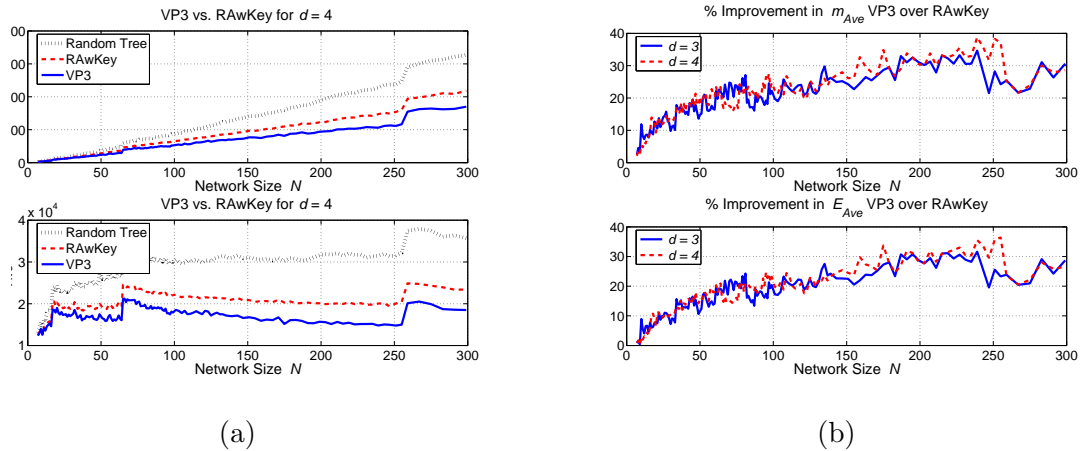 VP3 vs. RAwKey for d = 4
00
00
00
0
Random Tree
RAwKey
VP3
0 50 100 150 200 250 300
Network Size N
VP3 vs. RAwKey for d = 4
x 10^4
4
3
2
1
Random Tree
RAwKey
VP3
0 50 100 150 200 250 300
Network Size N
(a)
% Improvement in m_Ave VP3 over RAwKey
40
30
20
10
0
d = 3
d = 4
0 50 100 150 200 250 300
Network Size N
% Improvement in E_Ave VP3 over RAwKey
40
30
20
10
0
d = 3
d = 4
0 50 100 150 200 250 300
Network Size N
(b)